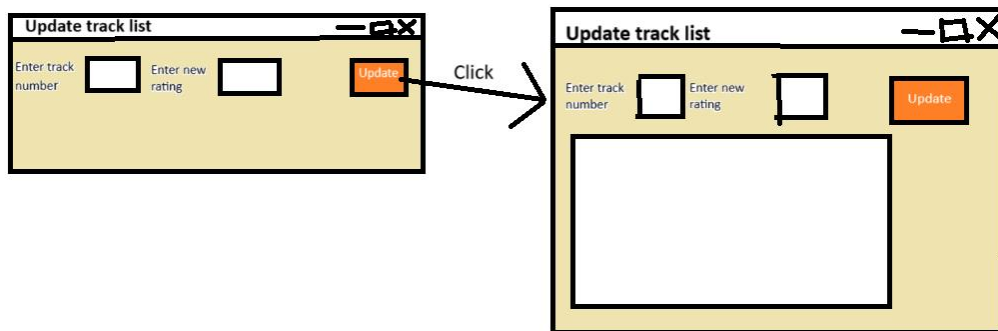 Update track list
Enter track
number
Enter new
rating
Update
Click
Update track list
Enter track
number
Enter new
rating
Update